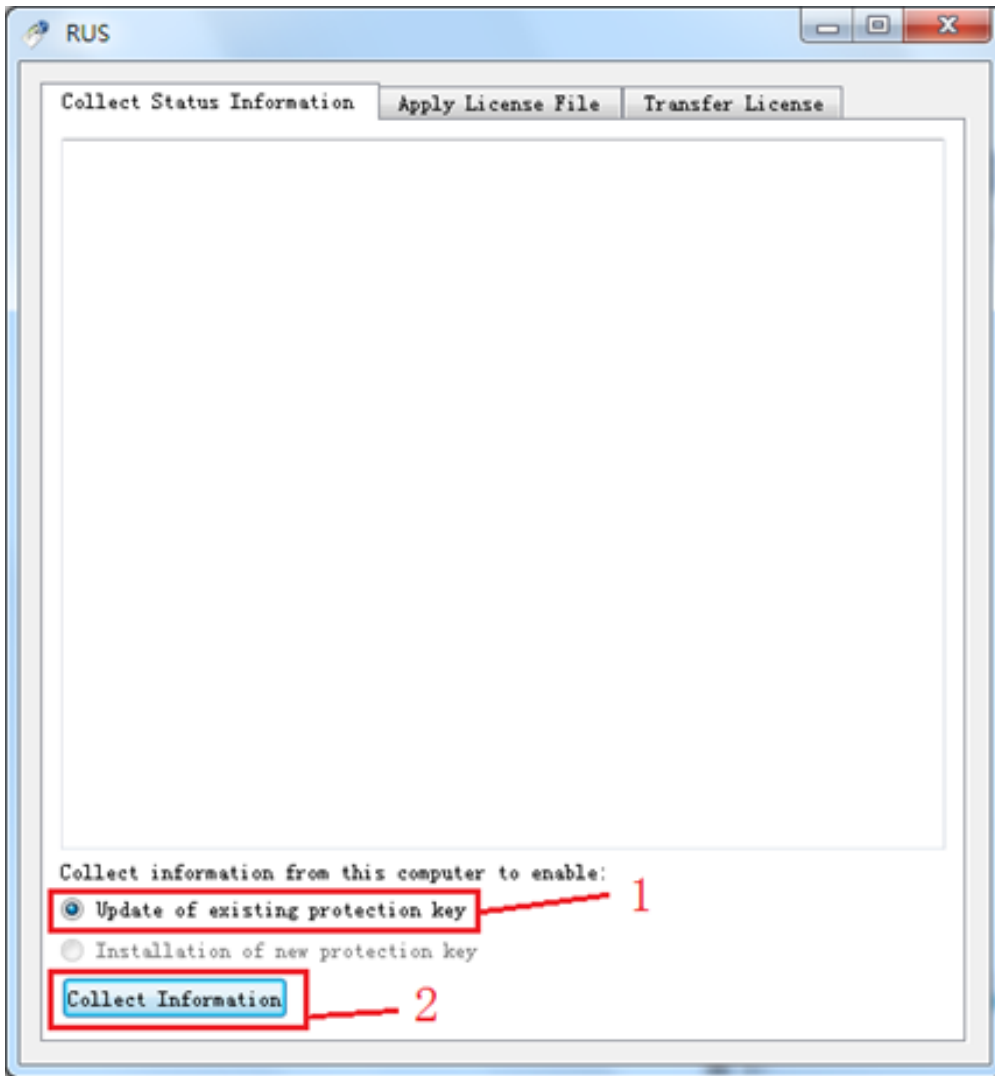 RUS
Collect Status Information Apply License File Transfer License
Collect information from this computer to enable:
Update of existing protection key
1
Installation of new protection key
Collect Information
2